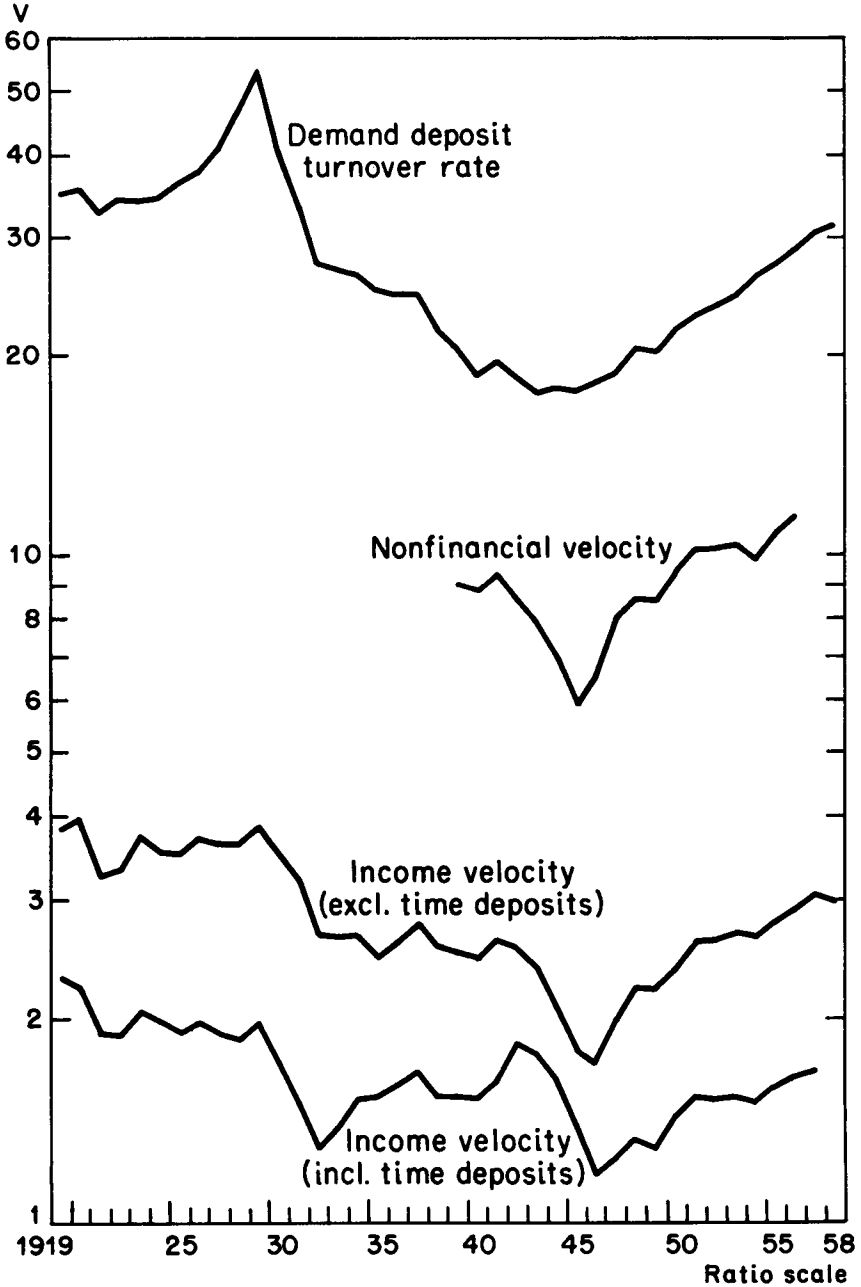 V
60
50
40
30
20
10
8
6
5
4
3
2
1
Demand deposit
turnover rate
Nonfinancial velocity
Income velocity
(excl. time deposits)
Income velocity
(incl. time deposits)
1919 25 30 35 40 45 50 55 58
Ratio scale